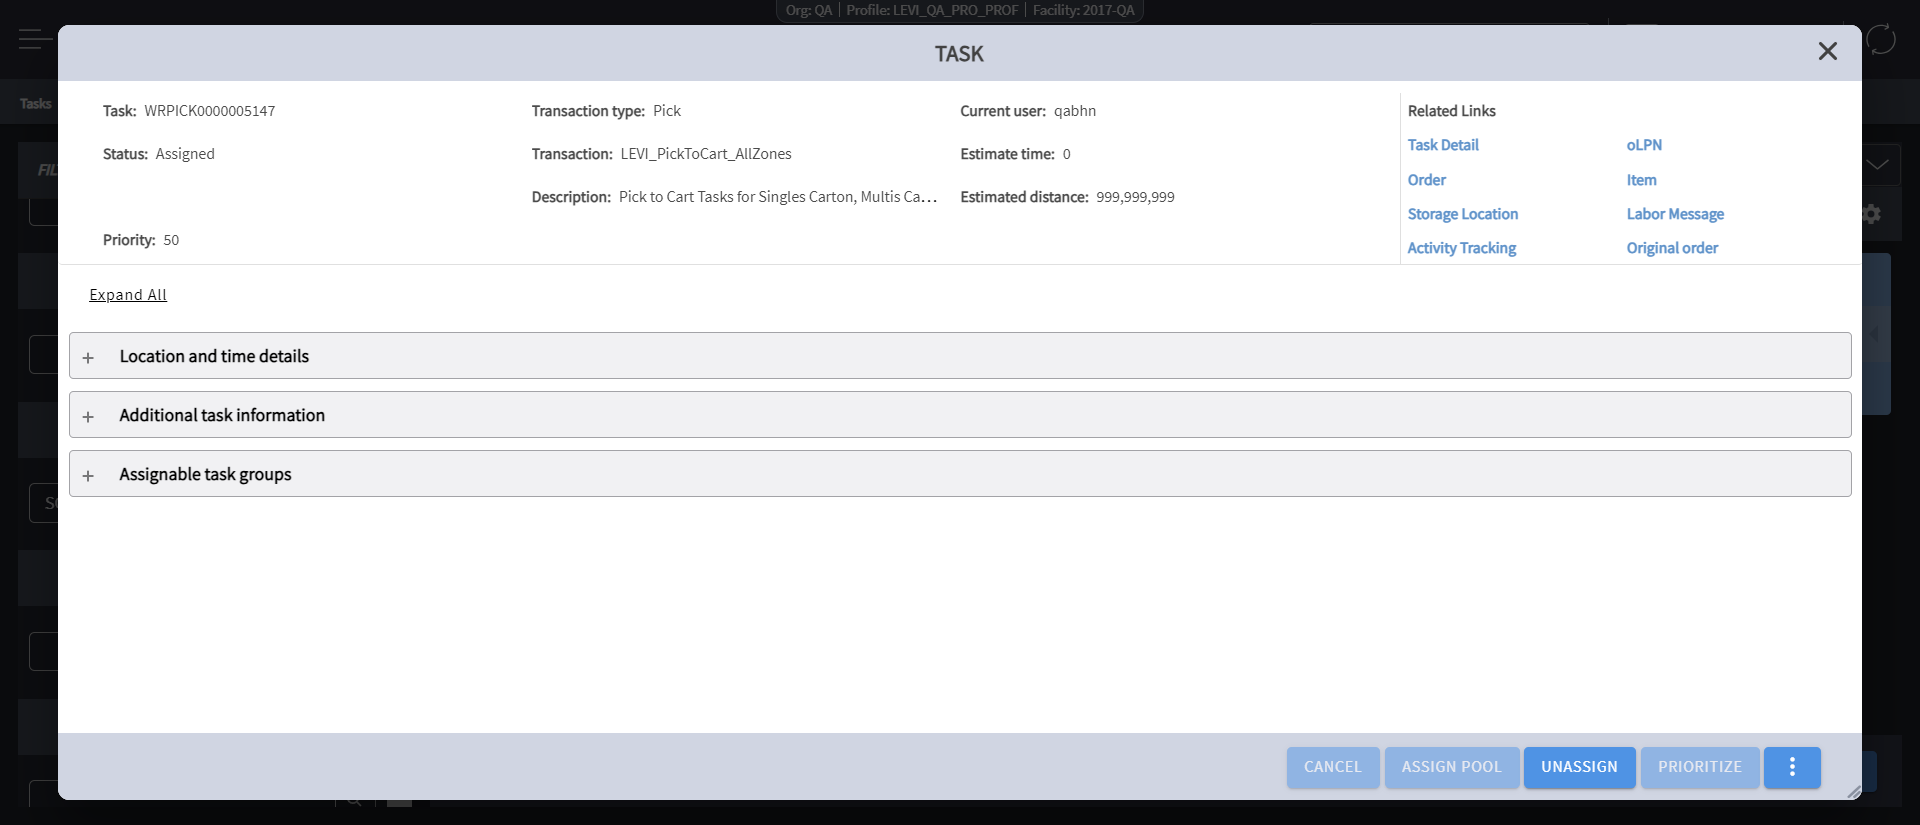 Org: QA | Profile: LEVI_QA_PRO_PROF | Facility: 2017-QA
TASK
Tasks
Task: WRPICK0000005147
Status: Assigned
Priority: 50
Transaction type: Pick
Transaction: LEVI_PickToCart_AllZones
Description: Pick to Cart Tasks for Singles Carton, Multis Ca...
Current user: qabhn
Estimate time: 0
Estimated distance: 999,999,999
Related Links
Task Detail oLPN
Order Item
Storage Location Labor Message
Activity Tracking Original order
Expand All
+ Location and time details
+ Additional task information
+ Assignable task groups
CANCEL ASSIGN POOL UNASSIGN PRIORITIZE